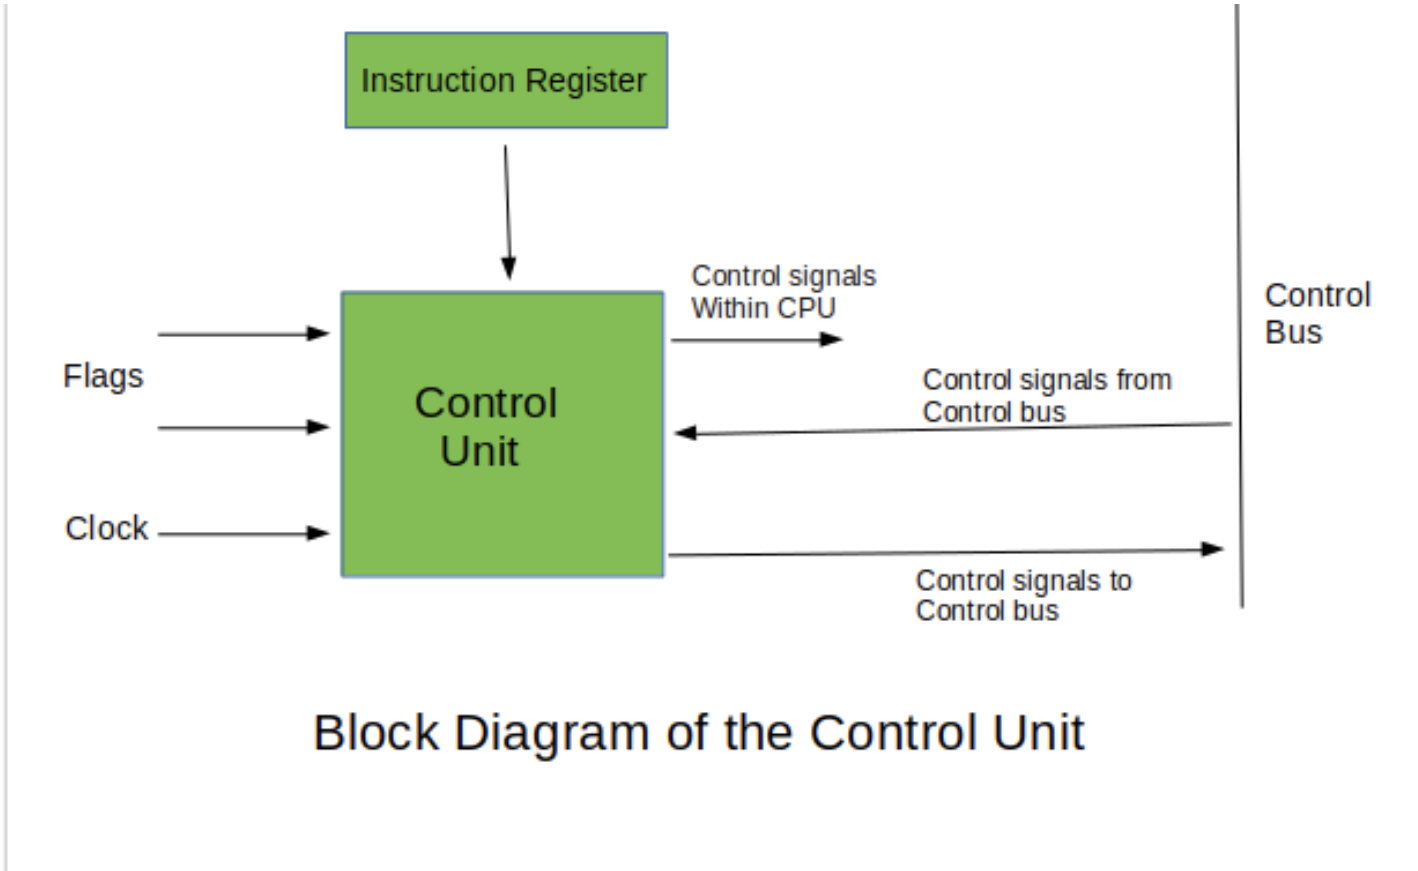 Instruction Register
Control signals
Within CPU
Control
Bus
Flags
Control
Unit
Control signals from
Control bus
Clock
Control signals to
Control bus
Block Diagram of the Control Unit